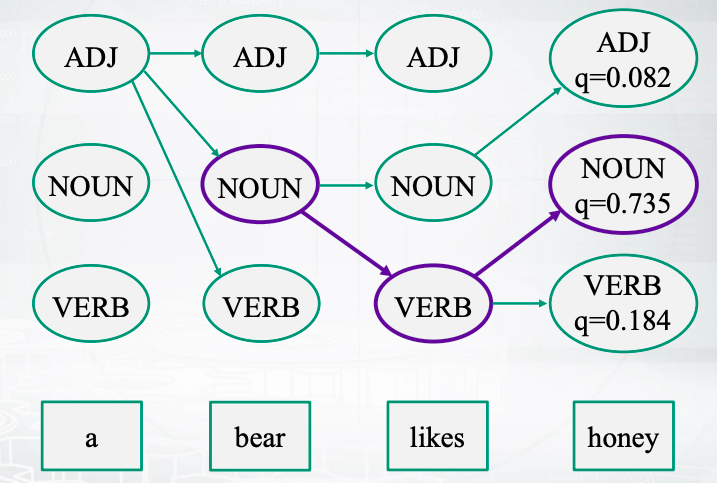 ADJ
ADJ
ADJ
ADJ
q=0.082
NOUN
NOUN
NOUN
NOUN
q=0.735
VERB
VERB
VERB
VERB
q=0.184
a
bear
likes
honey